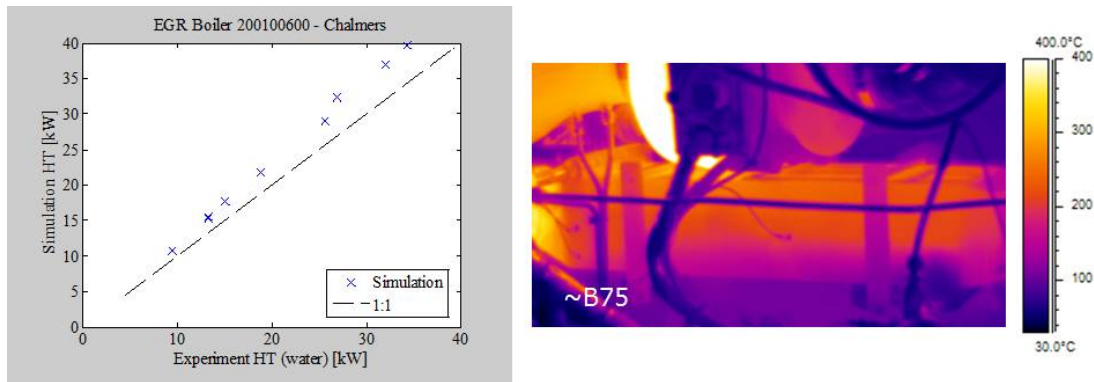 EGR Boiler 200100600 - Chalmers
40
35
30
25
20
15
10
5
0
Simulation HT [kW]
Simulation
1:1
0 10 20 30 40
Experiment HT (water) [kW]
~B75
400.0°C
400
300
200
100
30.0°C